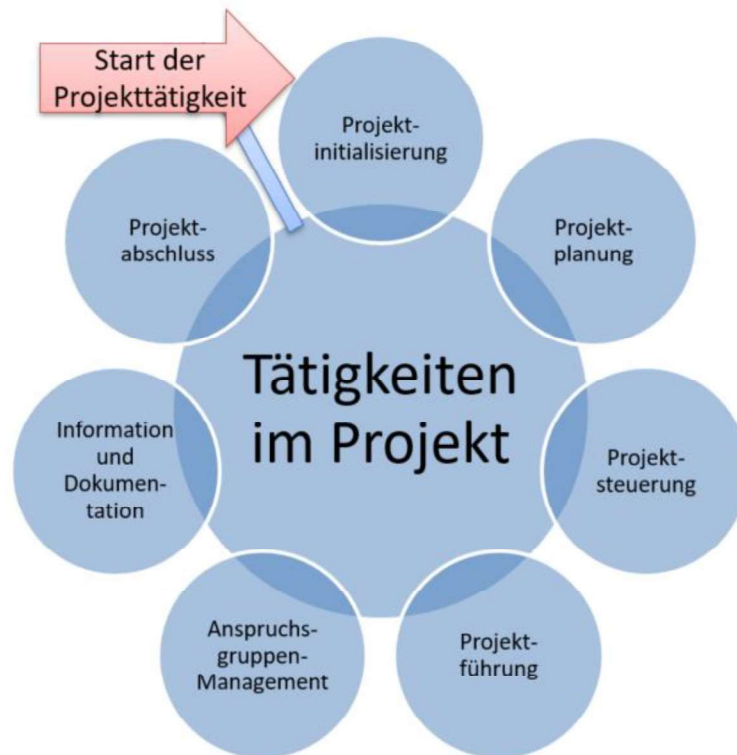 Start der
Projekttätigkeit
Projekt-
initialisierung
Projekt-
planung
Projekt-
steuerung
Projekt-
führung
Anspruchs-
gruppen-
Management
Information
und
Dokumen-
tation
Projekt-
abschluss
Tätigkeiten
im Projekt